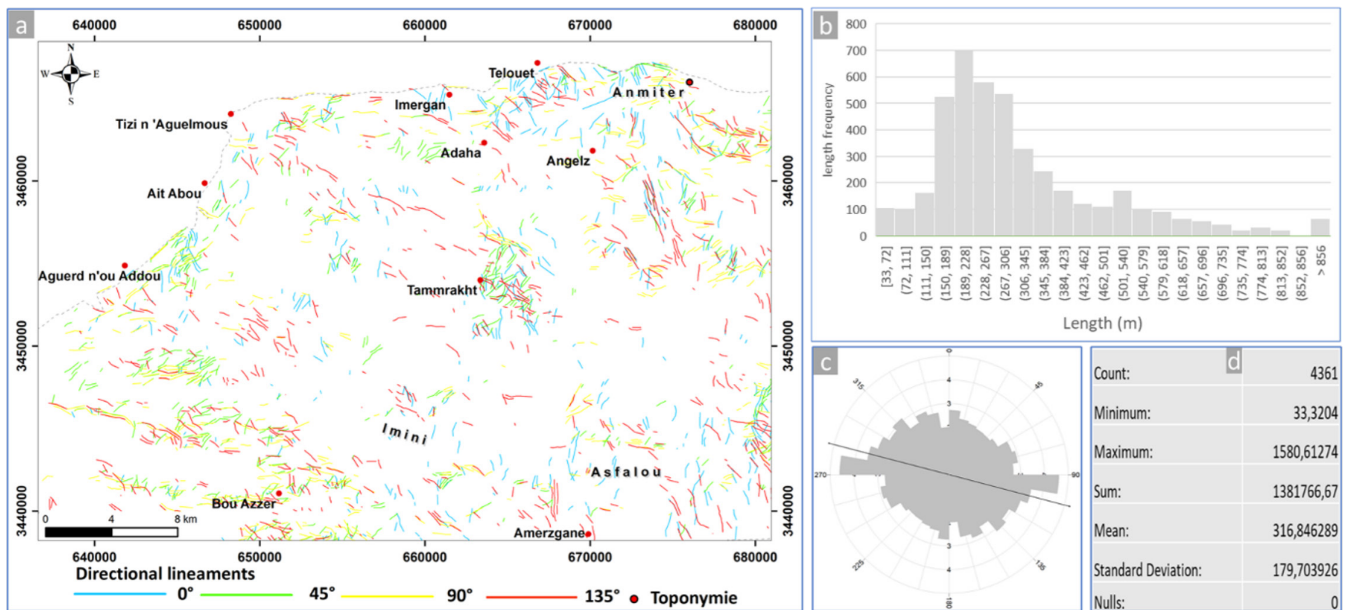 a
640000 650000 660000 670000 680000
N
W E
S
Telouet
Anmiter
Imergan
Tizi n 'Aguelmous
Adaha
Angelz
3460000 3460000
Ait Abou
Aguerd n'ou Addou
Tammrakht
3450000 3450000
Imini
Asfalou
Bou Azzer
3440000 3440000
0 4 8 km
Amerzgane
640000 650000 660000 670000 680000
Directional lineaments
0° 45° 90° 135° Toponymie
b
800
700
600
500
400
300
200
100
0
length frequency
[33, 72]
(72, 111]
(111, 150]
(150, 189]
(189, 228]
(228, 267]
(267, 306]
(306, 345]
(345, 384]
(384, 423]
(423, 462]
(462, 501]
(501, 540]
(540, 579]
(579, 618]
(618, 657]
(657, 696]
(696, 735]
(735, 774]
(774, 813]
(813, 852]
(852, 856]
> 856
Length (m)
c
0
45
90
135
180
225
270
315
4
3
3
4
d
Count: 4361
Minimum: 33,3204
Maximum: 1580,61274
Sum: 1381766,67
Mean: 316,846289
Standard Deviation: 179,703926
Nulls: 0